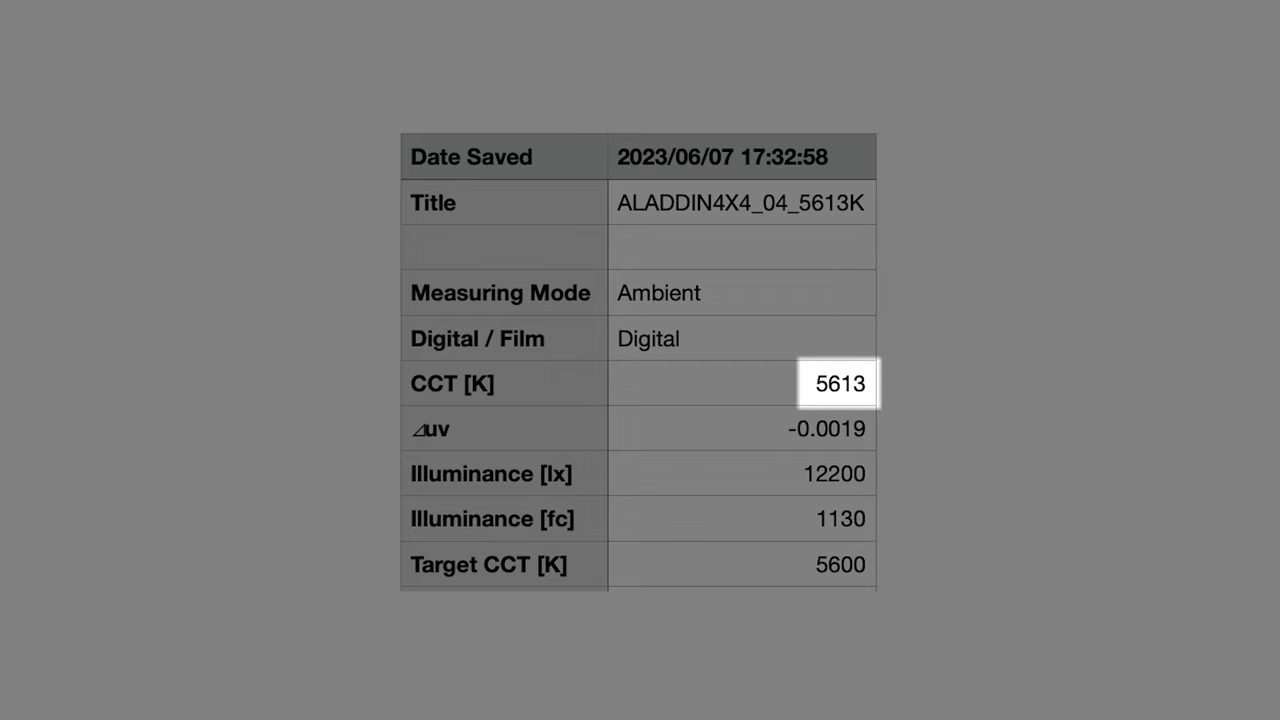 Date Saved 2023/06/07 17:32:58
Title ALADDIN4X4_04_5613K
Measuring Mode Ambient
Digital / Film Digital
CCT [K] 5613
⊿uv -0.0019
Illuminance [lx] 12200
Illuminance [fc] 1130
Target CCT [K] 5600